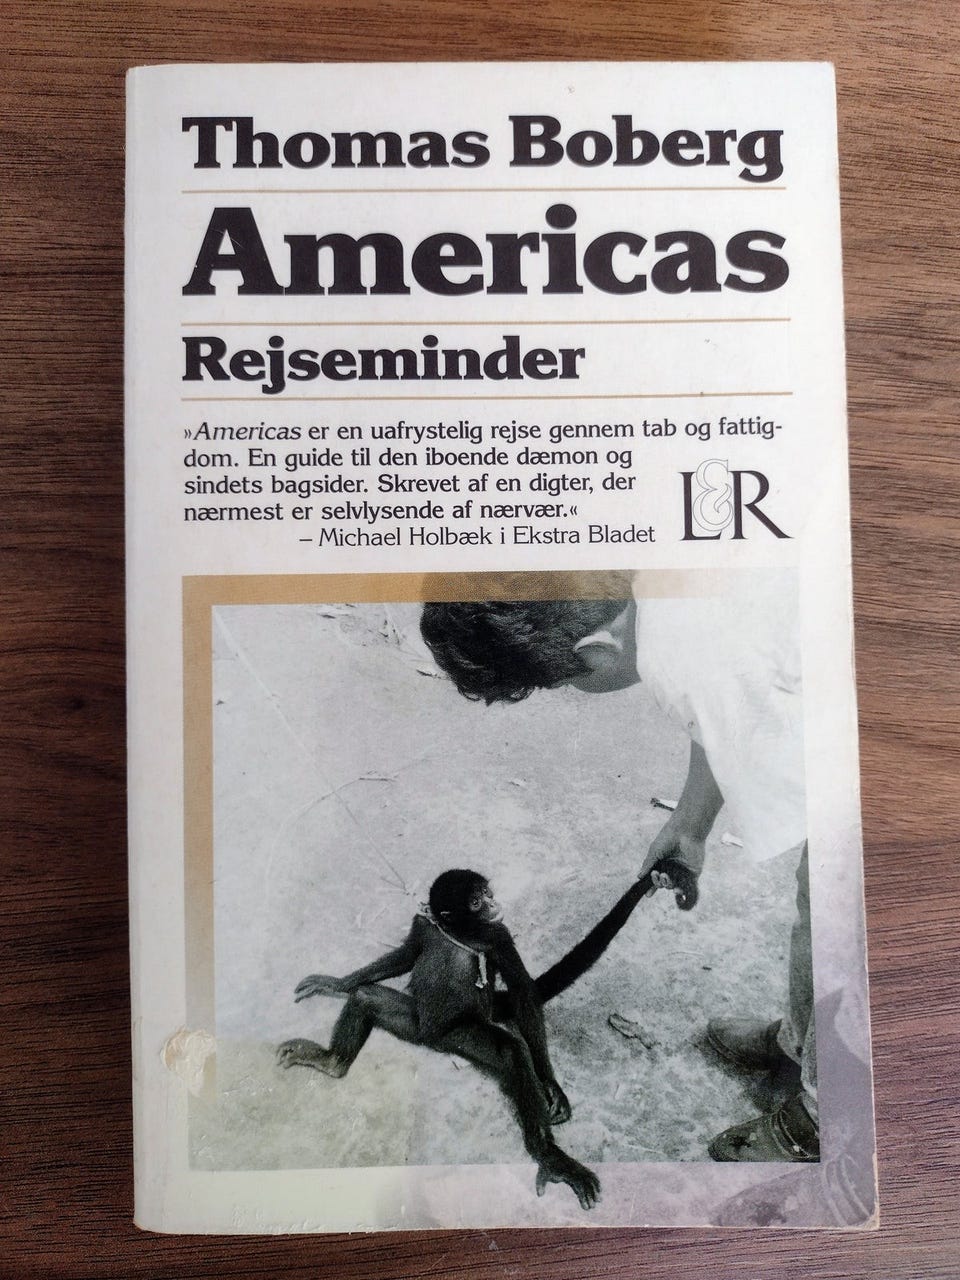 Thomas Boberg
Americas
Rejseminder
»Americas er en uafrystelig rejse gennem tab og fattig-
dom. En guide til den iboende dæmon og
sindets bagsider. Skrevet af en digter, der
nærmest er selvlysende af nærvær.«
– Michael Holbæk i Ekstra Bladet
L&R